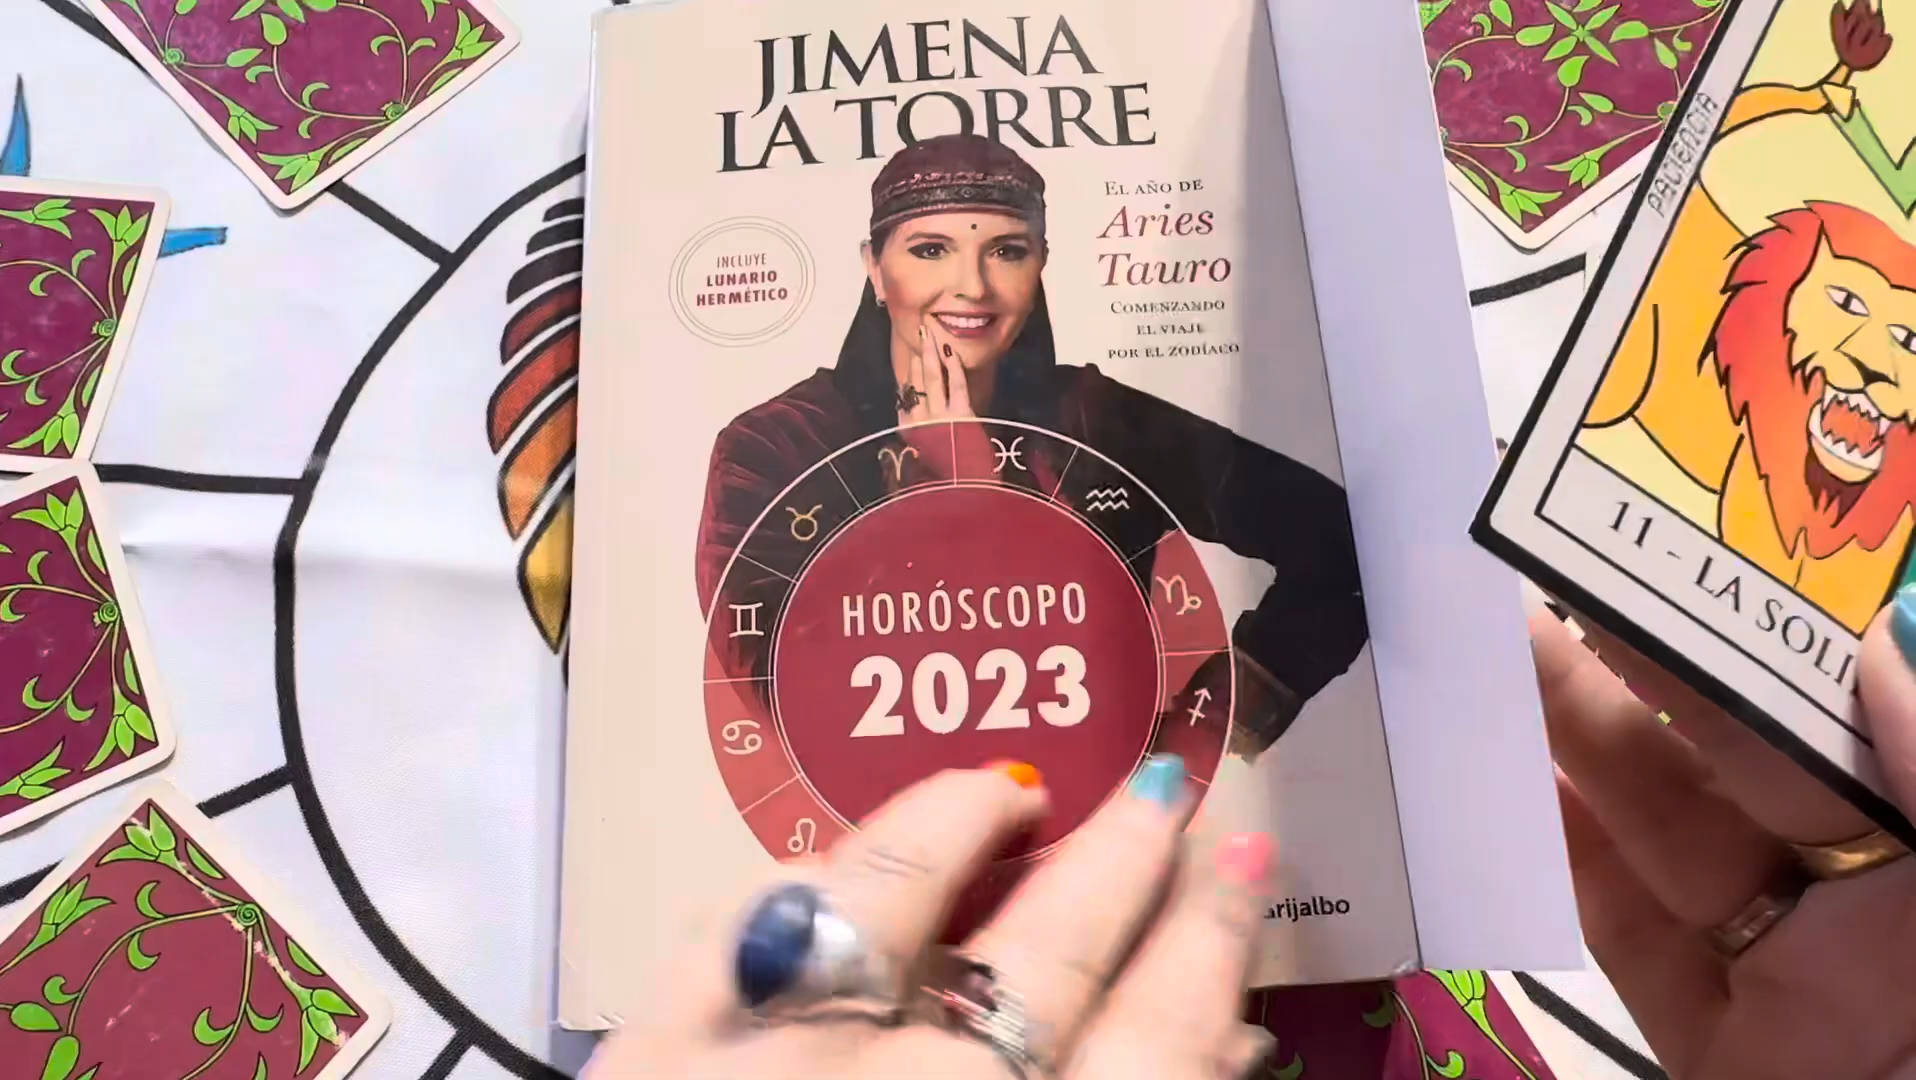 JIMENA
LA TORRE
EL AÑO DE
Aries
Tauro
COMENZANDO
EL VIAJE
POR EL ZODÍACO
INCLUYE
LUNARIO
HERMÉTICO
HORÓSCOPO
2023
PACIENCIA
11 - LA